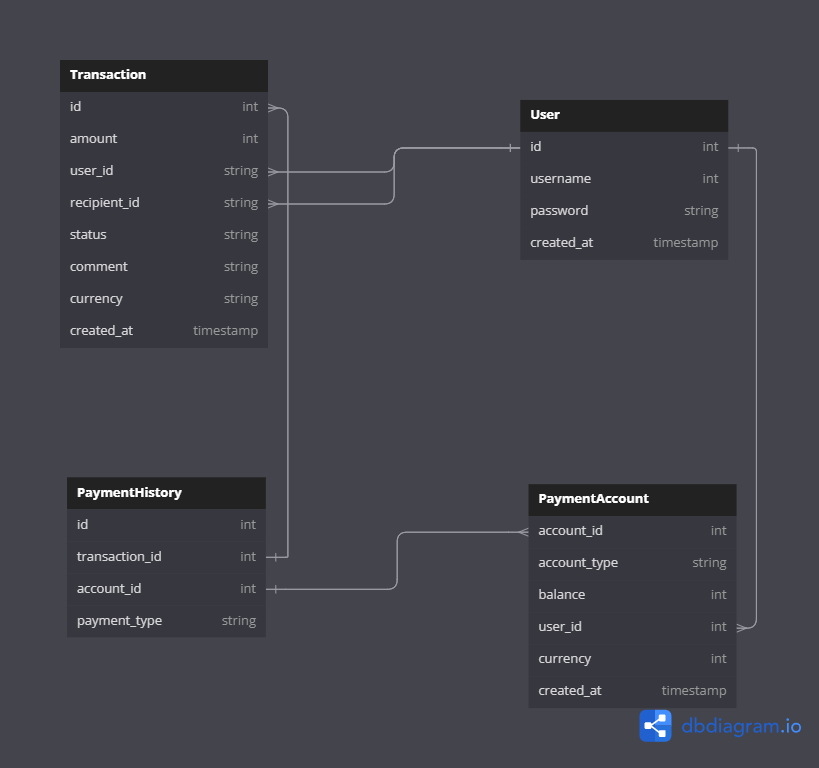 Transaction
id int
amount int
user_id string
recipient_id string
status string
comment string
currency string
created_at timestamp
User
id int
username int
password string
created_at timestamp
PaymentHistory
id int
transaction_id int
account_id int
payment_type string
PaymentAccount
account_id int
account_type string
balance int
user_id int
currency int
created_at timestamp
dbdiagram.io